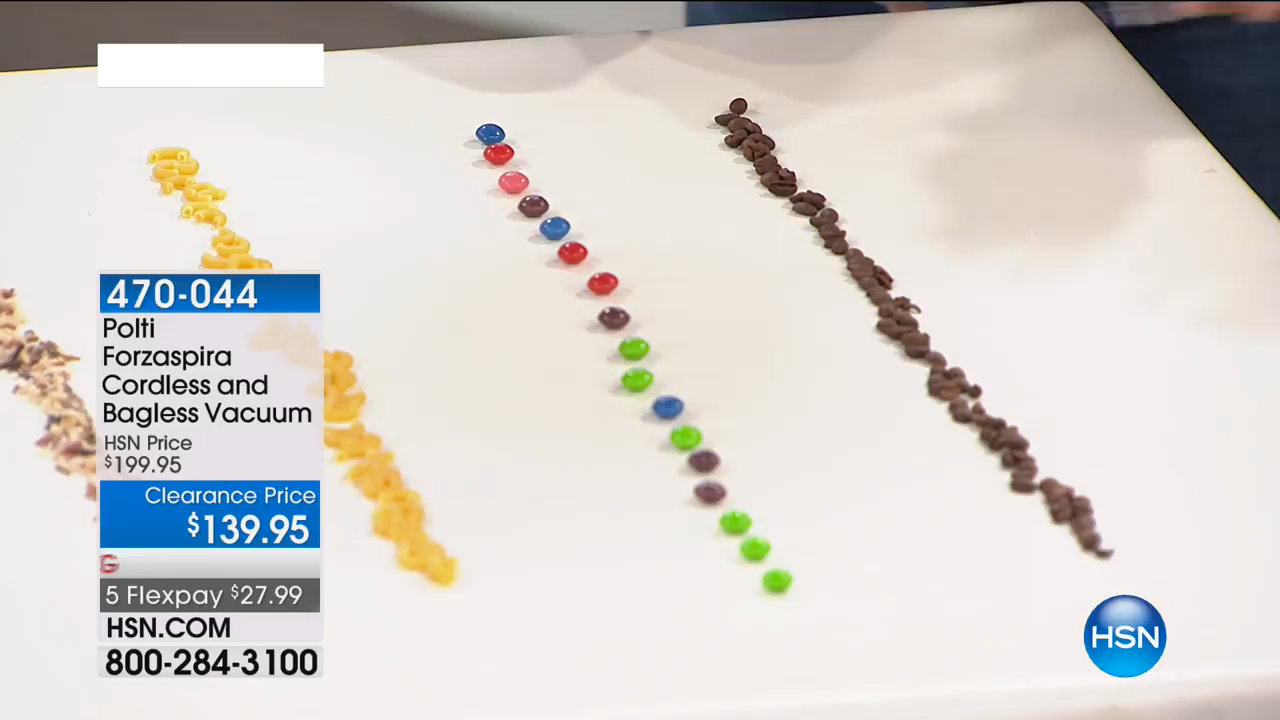 470-044
Polti
Forzaspira
Cordless and
Bagless Vacuum
HSN Price
$199.95
Clearance Price
$139.95
G
5 Flexpay $27.99
HSN.COM
800-284-3100
HSN